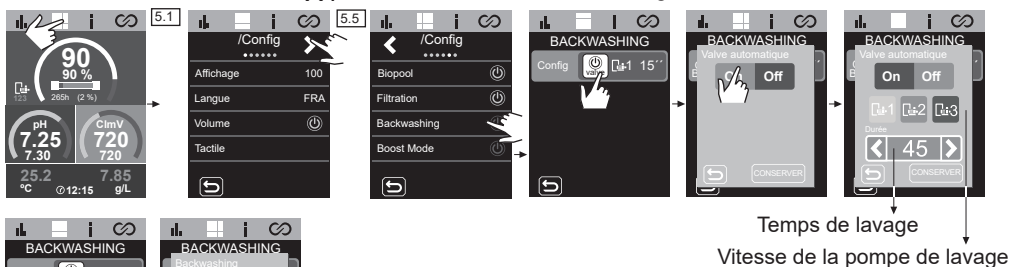 5.1
90
90 %
123
265h (2 %)
pH
7.25
7.30
ClmV
720
720
25.2
°C
12:15
7.85
g/L
/Config
Affichage 100
Langue FRA
Volume
Tactile
5.5
/Config
Biopool
Filtration
Backwashing
Boost Mode
BACKWASHING
Config valve 1 15´´
BACKWASHING
Valve automatique
On Off
CONSERVER
BACKWASHING
Valve automatique
On Off
1 2 3
Durée
45
CONSERVER
Temps de lavage
Vitesse de la pompe de lavage
BACKWASHING
BACKWASHING
Backwashing